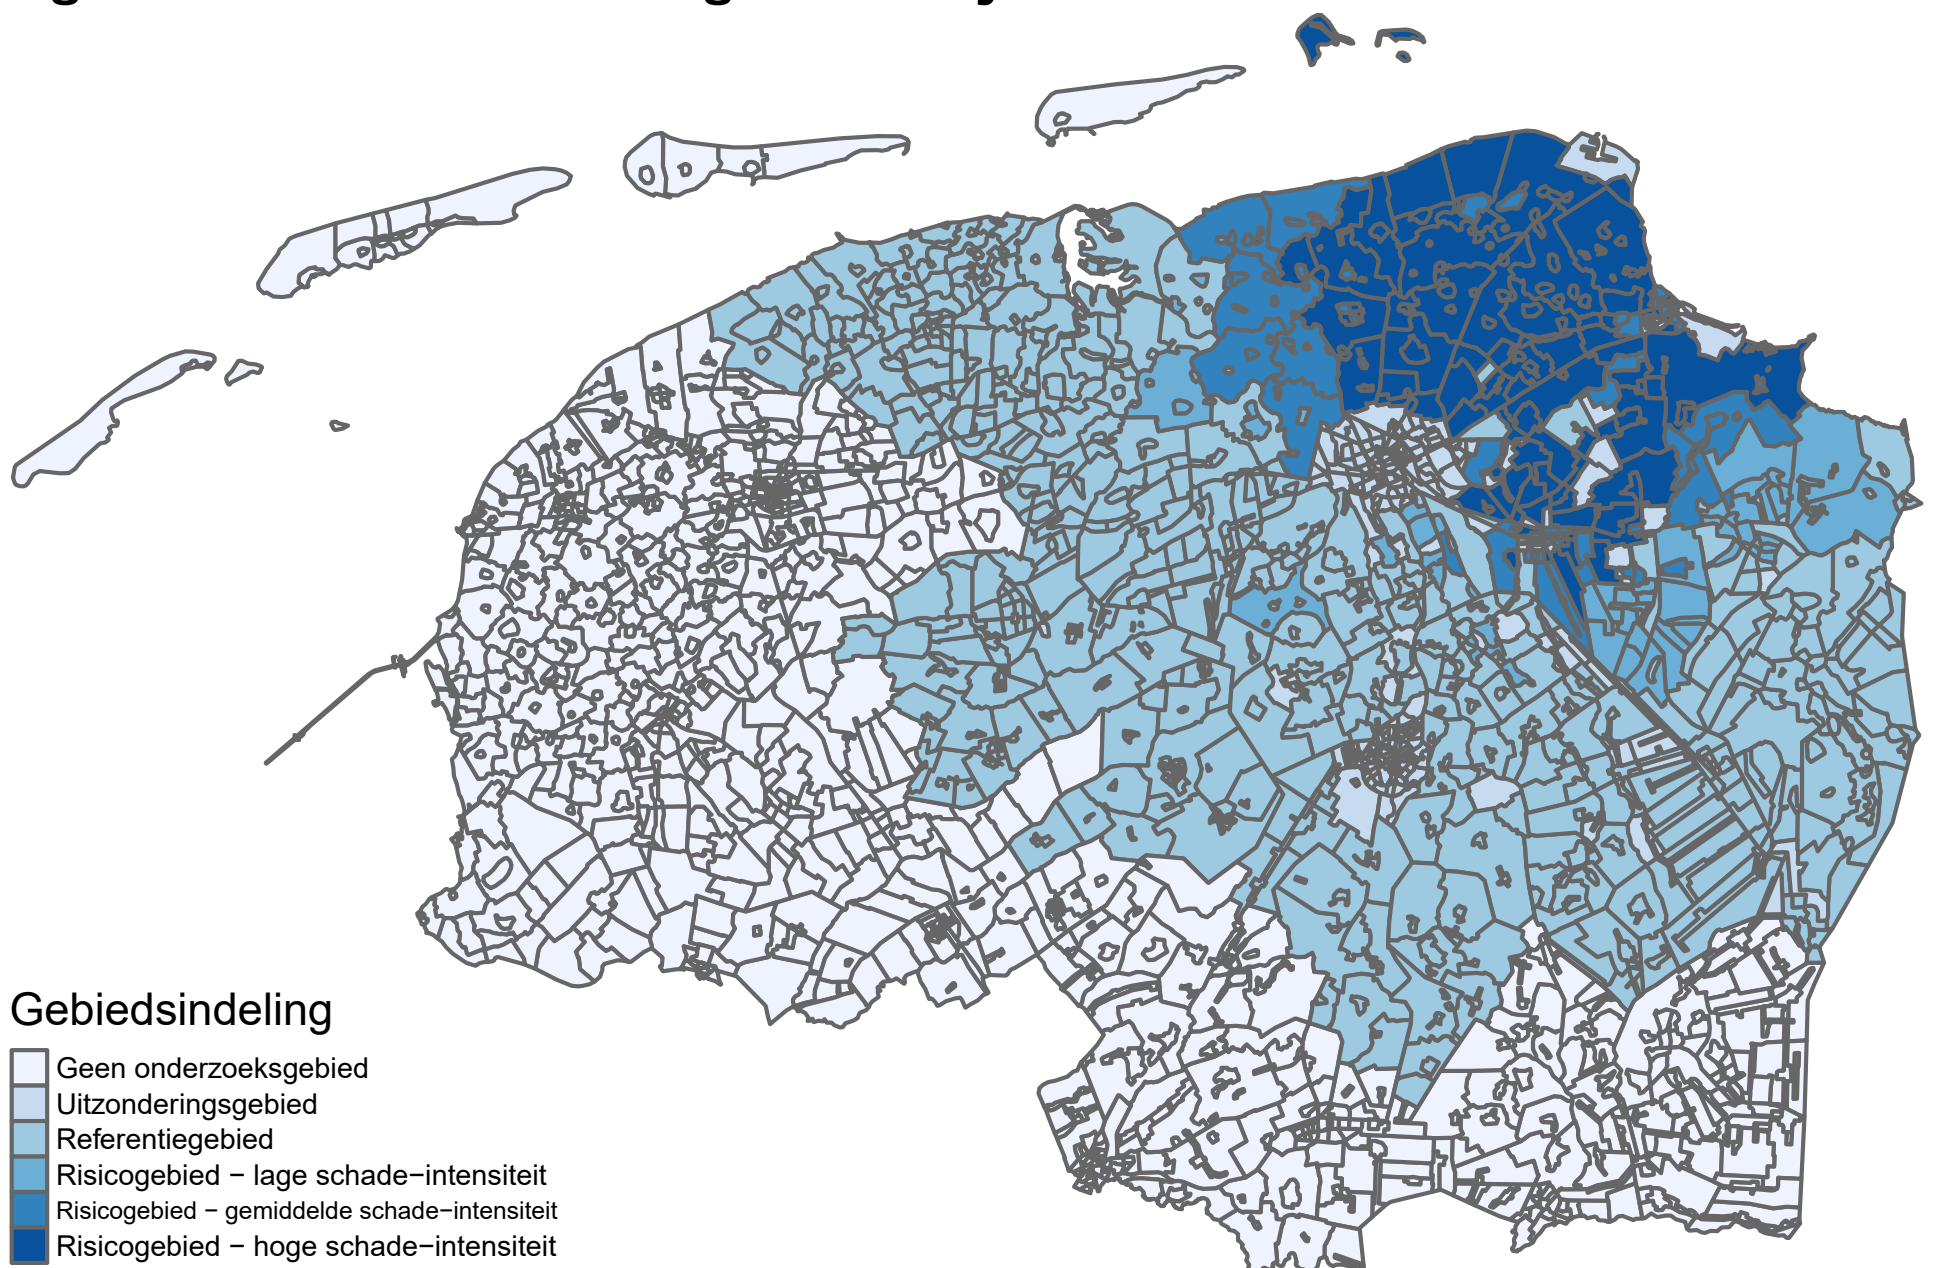 Gebiedsindeling
Geen onderzoeksgebied
Uitzonderingsgebied
Referentiegebied
Risicogebied − lage schade−intensiteit
Risicogebied − gemiddelde schade−intensiteit
Risicogebied − hoge schade−intensiteit